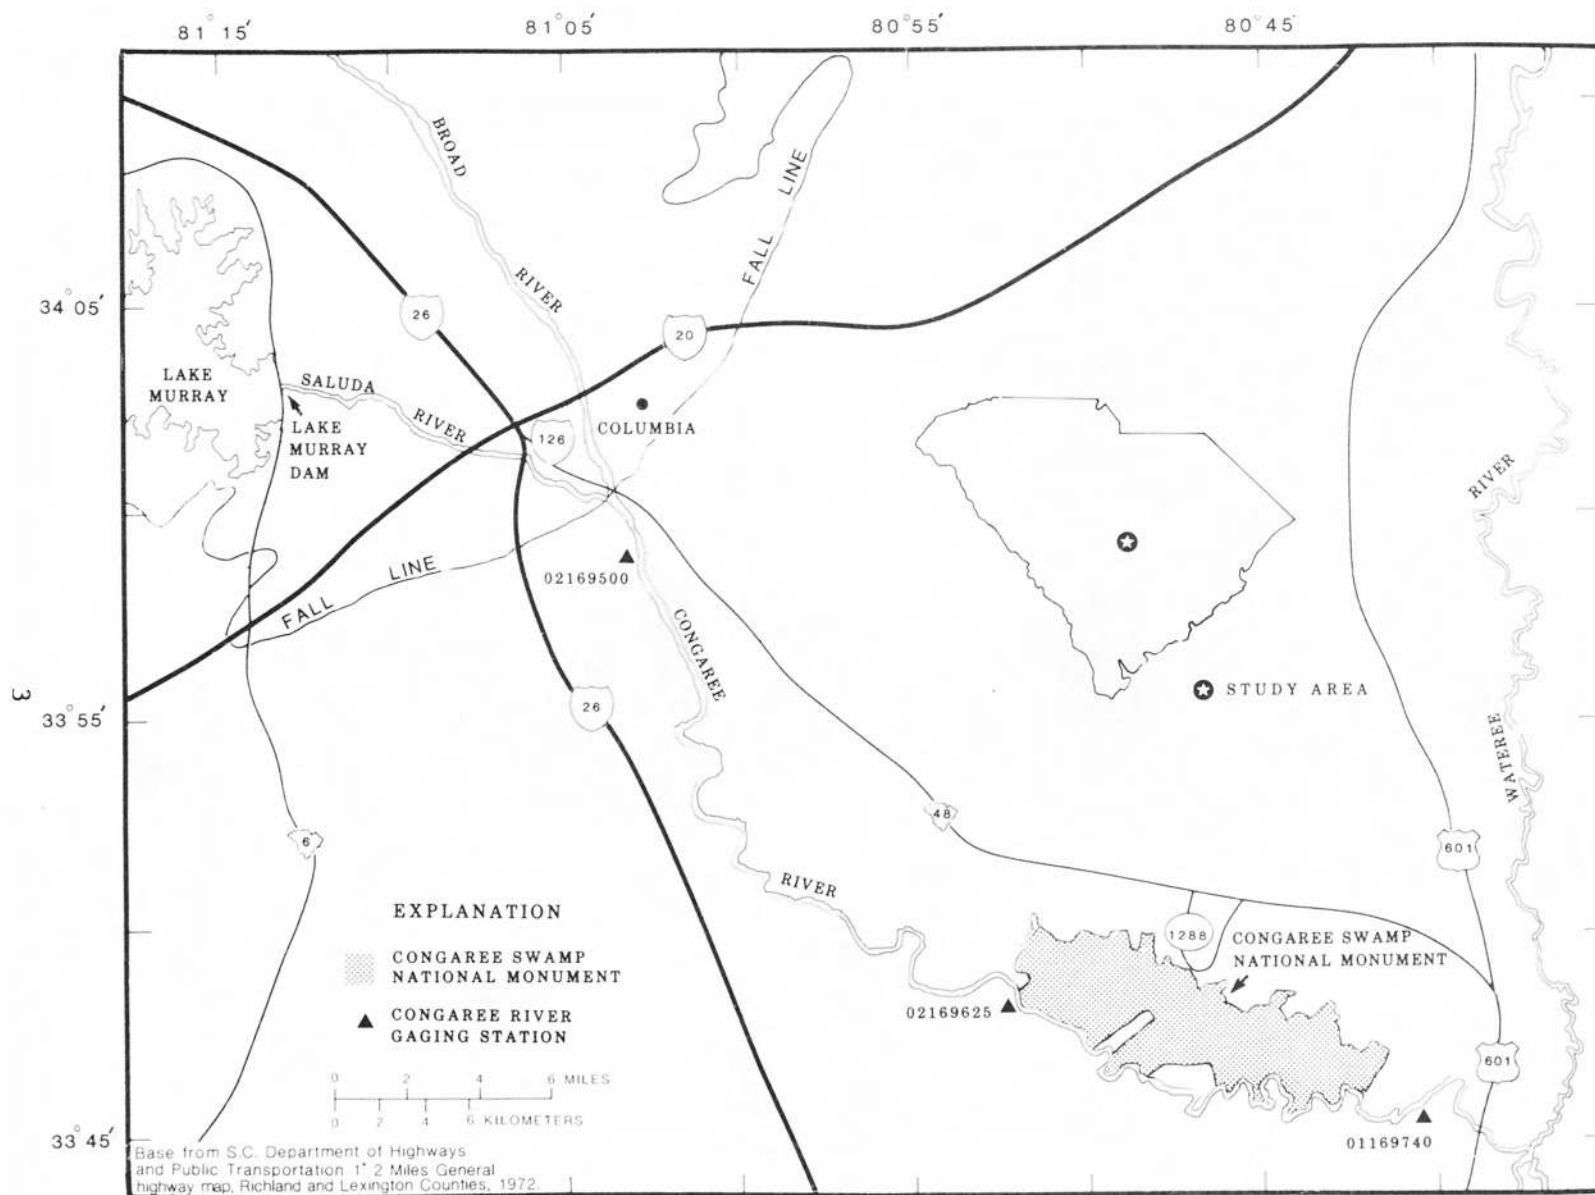 81°15′ 81°05′ 80°55′ 80°45′
BROAD
RIVER
FALL LINE
34°05′
26
20
LAKE
MURRAY
SALUDA
RIVER
LAKE
MURRAY
DAM
126
COLUMBIA
RIVER
FALL LINE
02169500
CONGAREE
3
33°55′
26
STUDY AREA
WATEREE
48
6
601
RIVER
EXPLANATION
CONGAREE SWAMP
NATIONAL MONUMENT
CONGAREE RIVER
GAGING STATION
1288
CONGAREE SWAMP
NATIONAL MONUMENT
02169625
601
0 2 4 6 MILES
0 2 4 6 KILOMETERS
01169740
33°45′
Base from S.C. Department of Highways
and Public Transportation 1" 2 Miles General
highway map, Richland and Lexington Counties, 1972.